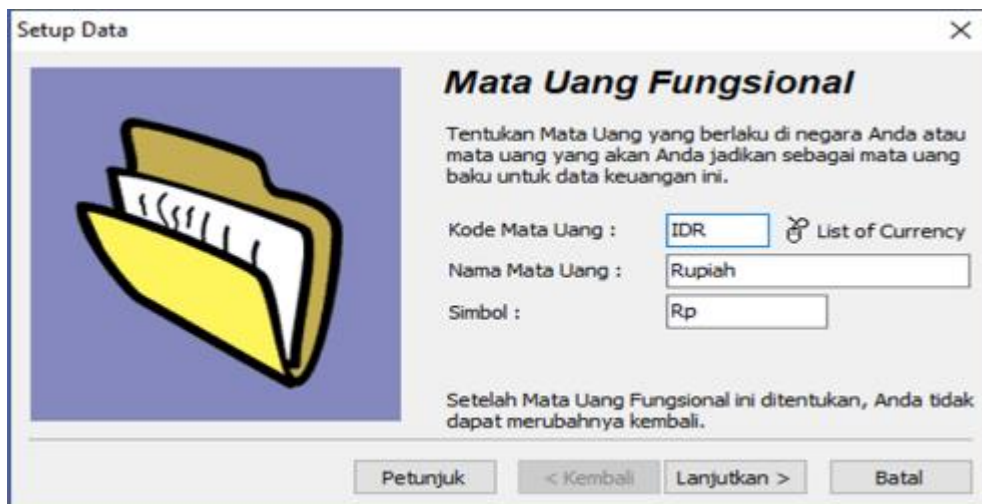 Setup Data
Mata Uang Fungsional
Tentukan Mata Uang yang berlaku di negara Anda atau
mata uang yang akan Anda jadikan sebagai mata uang
baku untuk data keuangan ini.
Kode Mata Uang : IDR List of Currency
Nama Mata Uang : Rupiah
Simbol : Rp
Setelah Mata Uang Fungsional ini ditentukan, Anda tidak
dapat merubahnya kembali.
Petunjuk < Kembali Lanjutkan > Batal